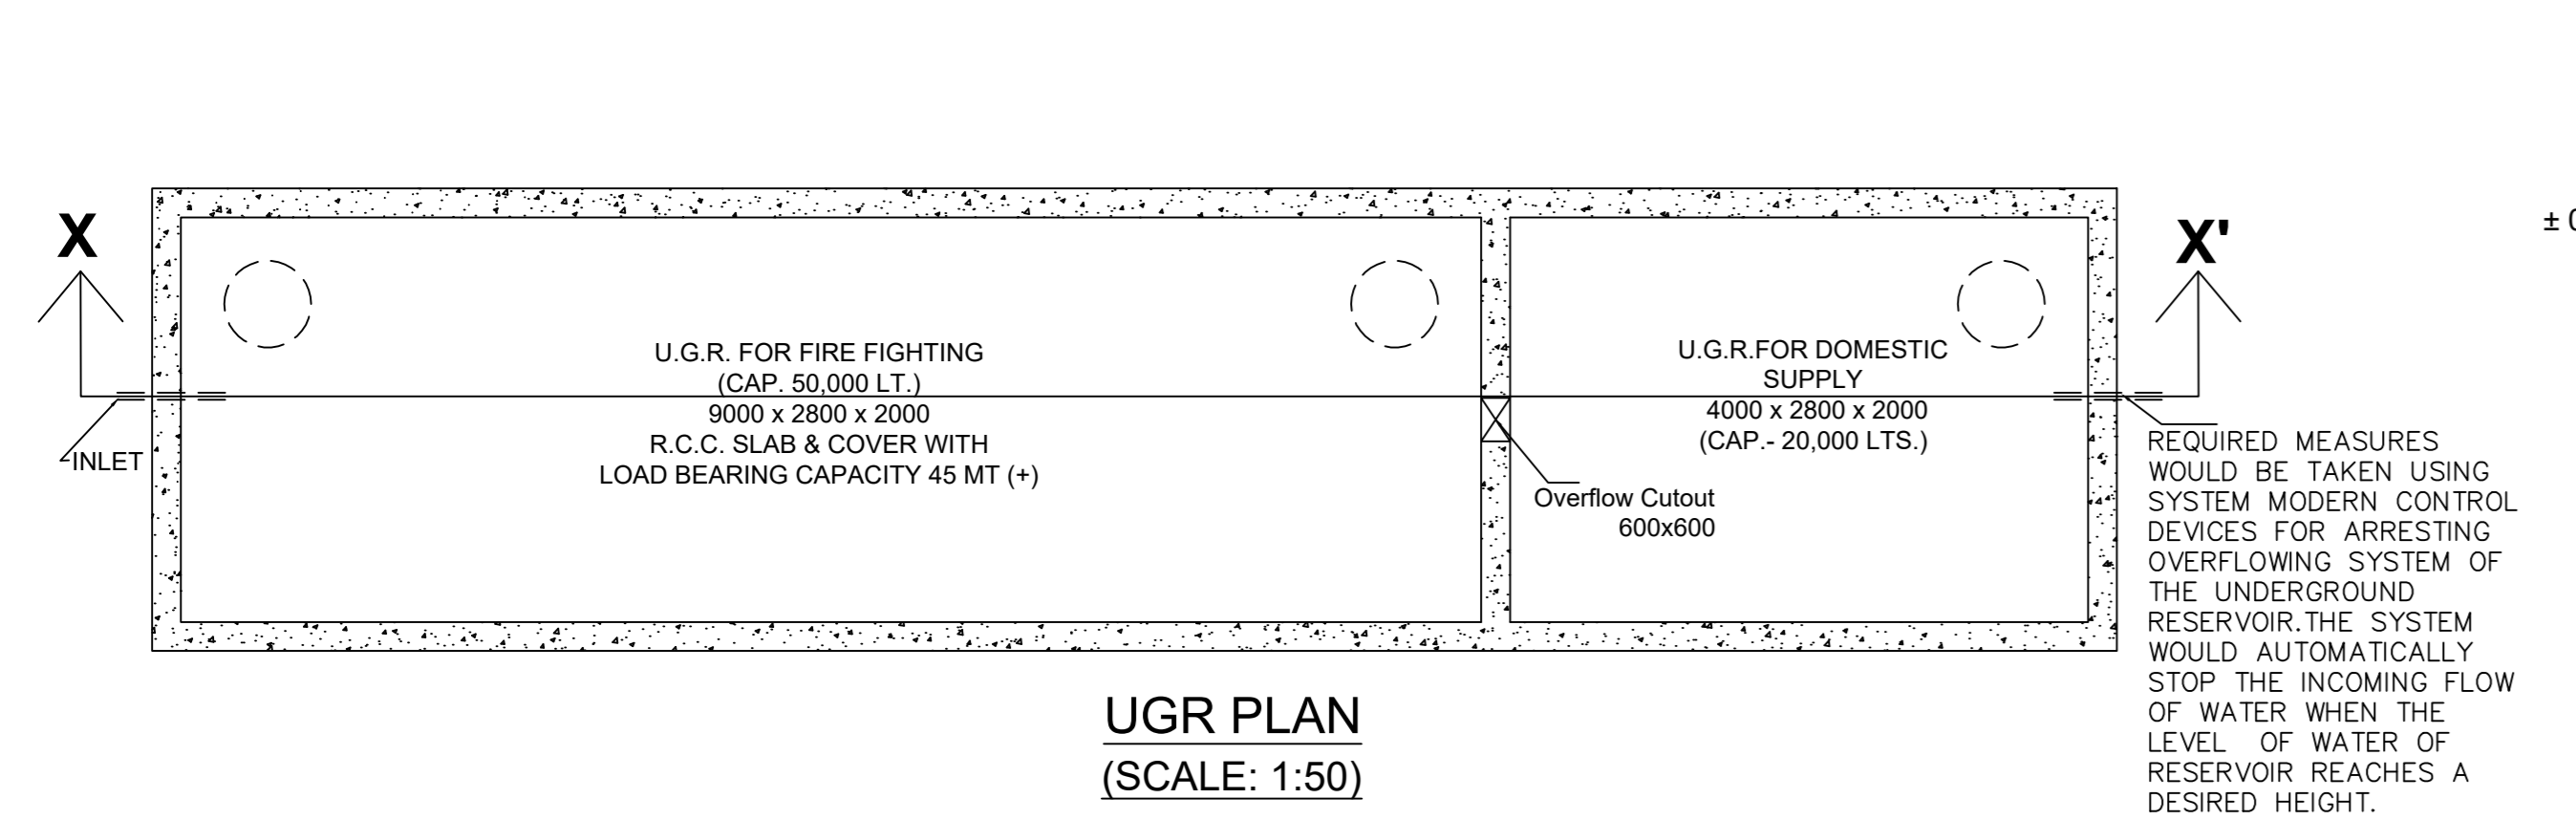 X
X'
± 0
U.G.R. FOR FIRE FIGHTING
(CAP. 50,000 LT.)
9000 x 2800 x 2000
R.C.C. SLAB & COVER WITH
LOAD BEARING CAPACITY 45 MT (+)
U.G.R.FOR DOMESTIC
SUPPLY
4000 x 2800 x 2000
(CAP.- 20,000 LTS.)
INLET
Overflow Cutout
600x600
REQUIRED MEASURES
WOULD BE TAKEN USING
SYSTEM MODERN CONTROL
DEVICES FOR ARRESTING
OVERFLOWING SYSTEM OF
THE UNDERGROUND
RESERVOIR.THE SYSTEM
WOULD AUTOMATICALLY
STOP THE INCOMING FLOW
OF WATER WHEN THE
LEVEL OF WATER OF
RESERVOIR REACHES A
DESIRED HEIGHT.
UGR PLAN
(SCALE: 1:50)